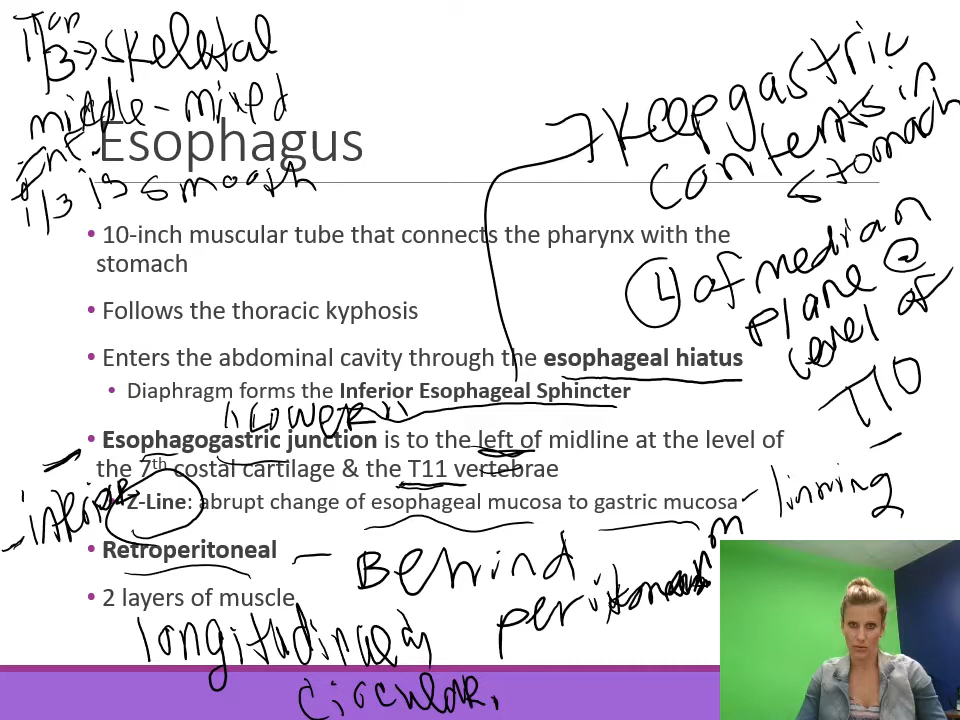 Top
1/3 → skeletal
middle - mixed
1/3 is smooth
Esophagus
→ Keep gastric
contents in
stomach
• 10-inch muscular tube that connects the pharynx with the
stomach
(L) of median
plane @
level of
T10
• Follows the thoracic kyphosis
• Enters the abdominal cavity through the esophageal hiatus
• Diaphragm forms the Inferior Esophageal Sphincter
"Lower"
• Esophagogastric junction is to the left of midline at the level of
the 7th costal cartilage & the T11 vertebrae
• Z-Line: abrupt change of esophageal mucosa to gastric mucosa
- linning
• Retroperitoneal
- Behind
• 2 layers of muscle
longitudinal
circular.